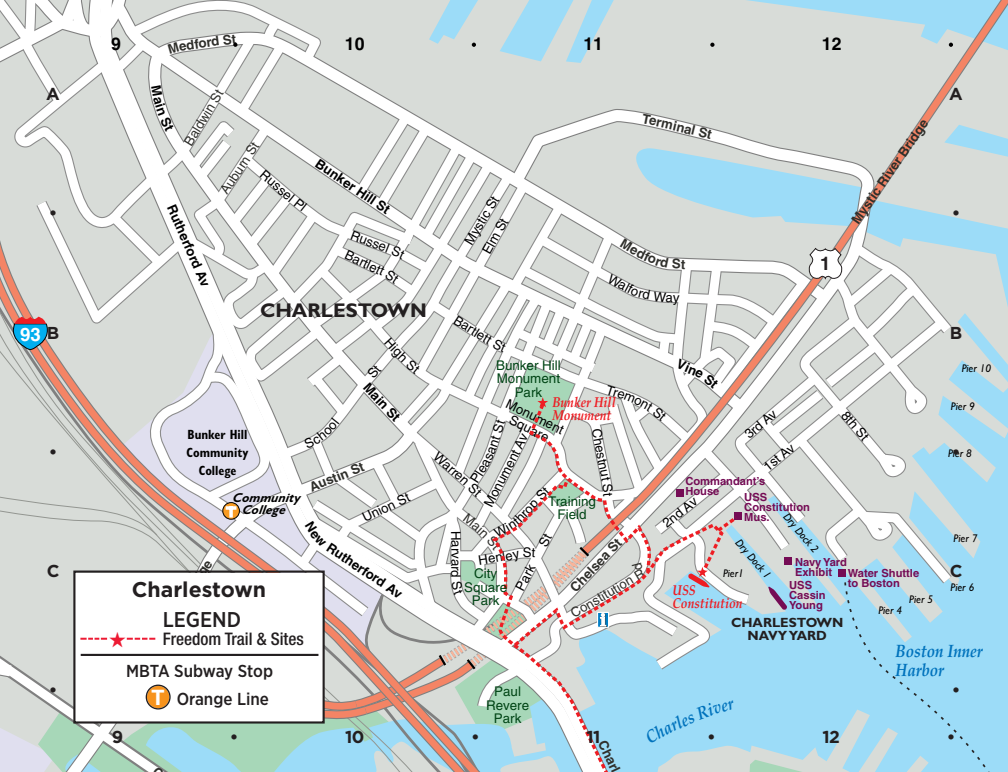 9
10
11
12
Medford St
A
A
Main St
Baldwin St
Auburn St
Terminal St
Mystic River Bridge
Bunker Hill St
Russel Pl
Rutherford Av
Mystic St
Elm St
Russel St
Bartlett St
Medford St
1
Walford Way
CHARLESTOWN
93
B
B
Bartlett St
High St
Main St
School St
Vine St
Bunker Hill
Monument
Park
Bunker Hill
Monument
Monument
Square
Tremont St
Pier 10
Pier 9
Pier 8
3rd Av
8th St
1st Av
Bunker Hill
Community
College
Pleasant St
Monument Av
Chestnut St
Warren St
Austin St
Union St
Community
College
T
Commandant's
House
USS
Constitution
Mus.
2nd Av
Winthrop St
Training
Field
Main St
New Rutherford Av
Harvard St
Henley St
Park St
Chelsea St
Constitution Rd
City
Square
Park
Dry Dock 2
Dry Dock 1
Pier1
Pier 7
C
C
Navy Yard
Exhibit
Water Shuttle
to Boston
USS
Cassin
Young
Pier 6
Pier 5
Pier 4
USS
Constitution
CHARLESTOWN
NAVY YARD
i
Charlestown
LEGEND
Freedom Trail & Sites
MBTA Subway Stop
T
Orange Line
Boston Inner
Harbor
Paul
Revere
Park
Charles River
9
10
11
12
Charl